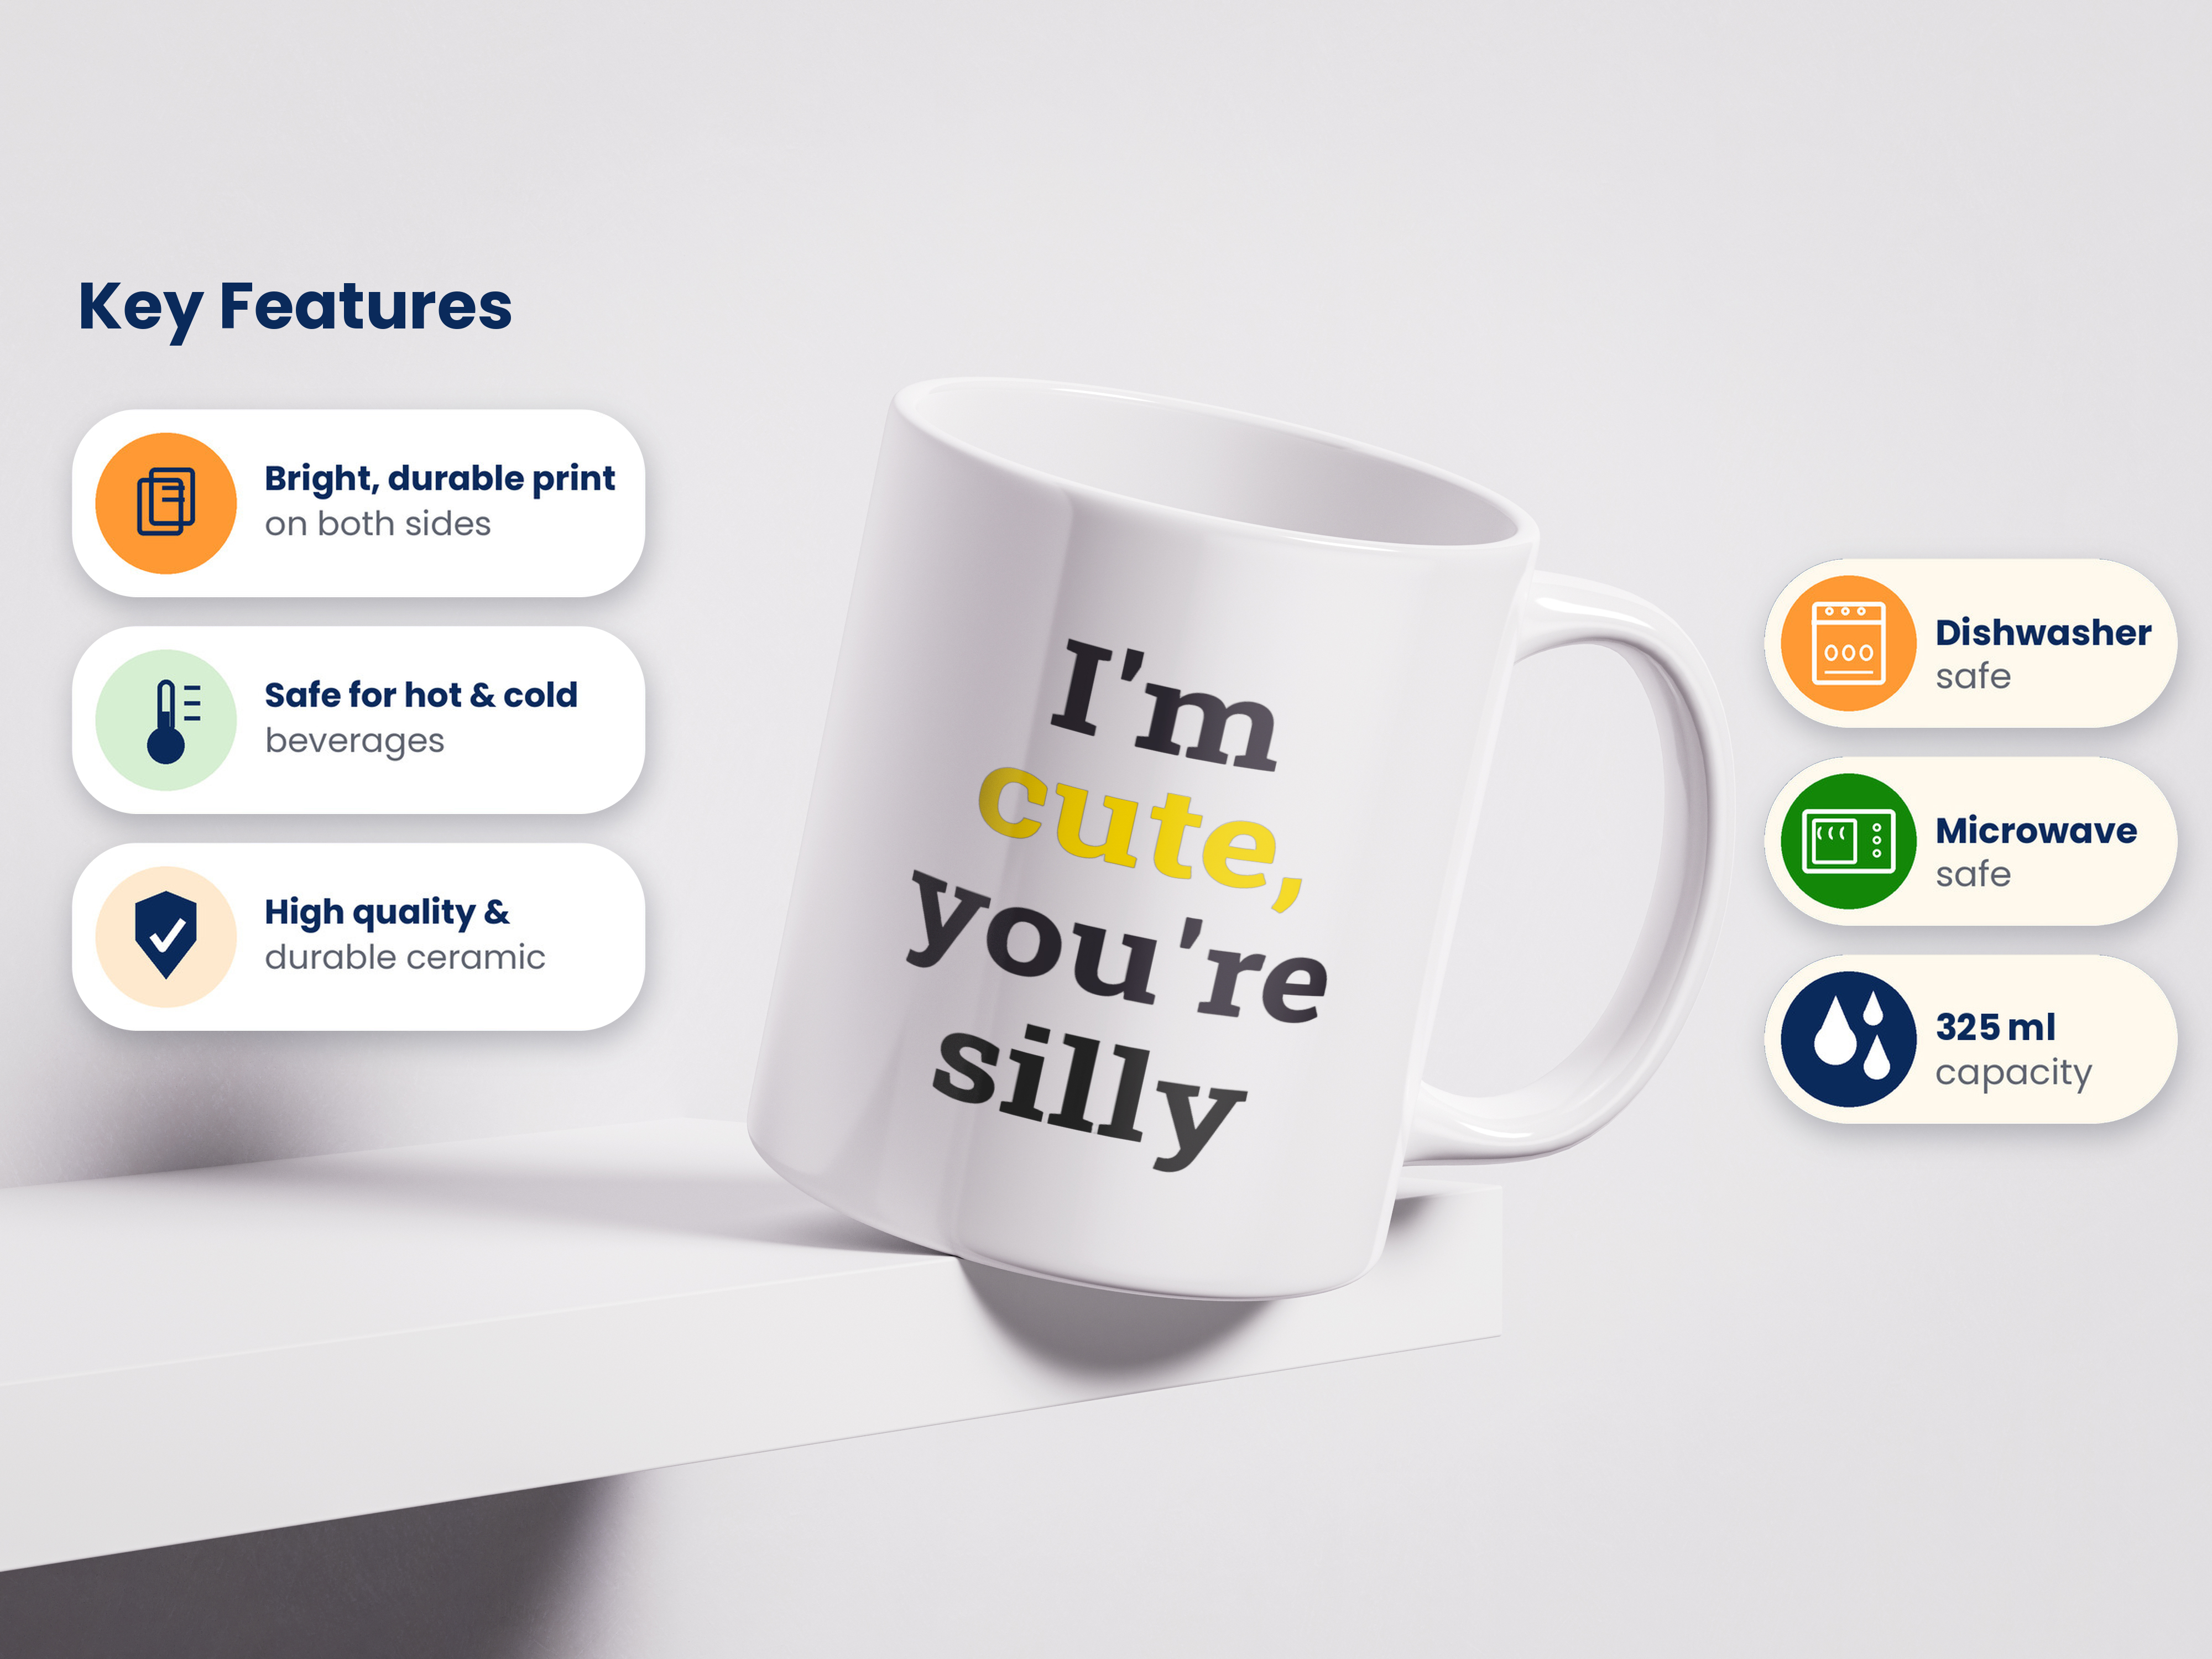 Key Features
Bright, durable print
on both sides
Safe for hot & cold
beverages
High quality &
durable ceramic
I'm
cute,
you're
silly
Dishwasher
safe
Microwave
safe
325 ml
capacity